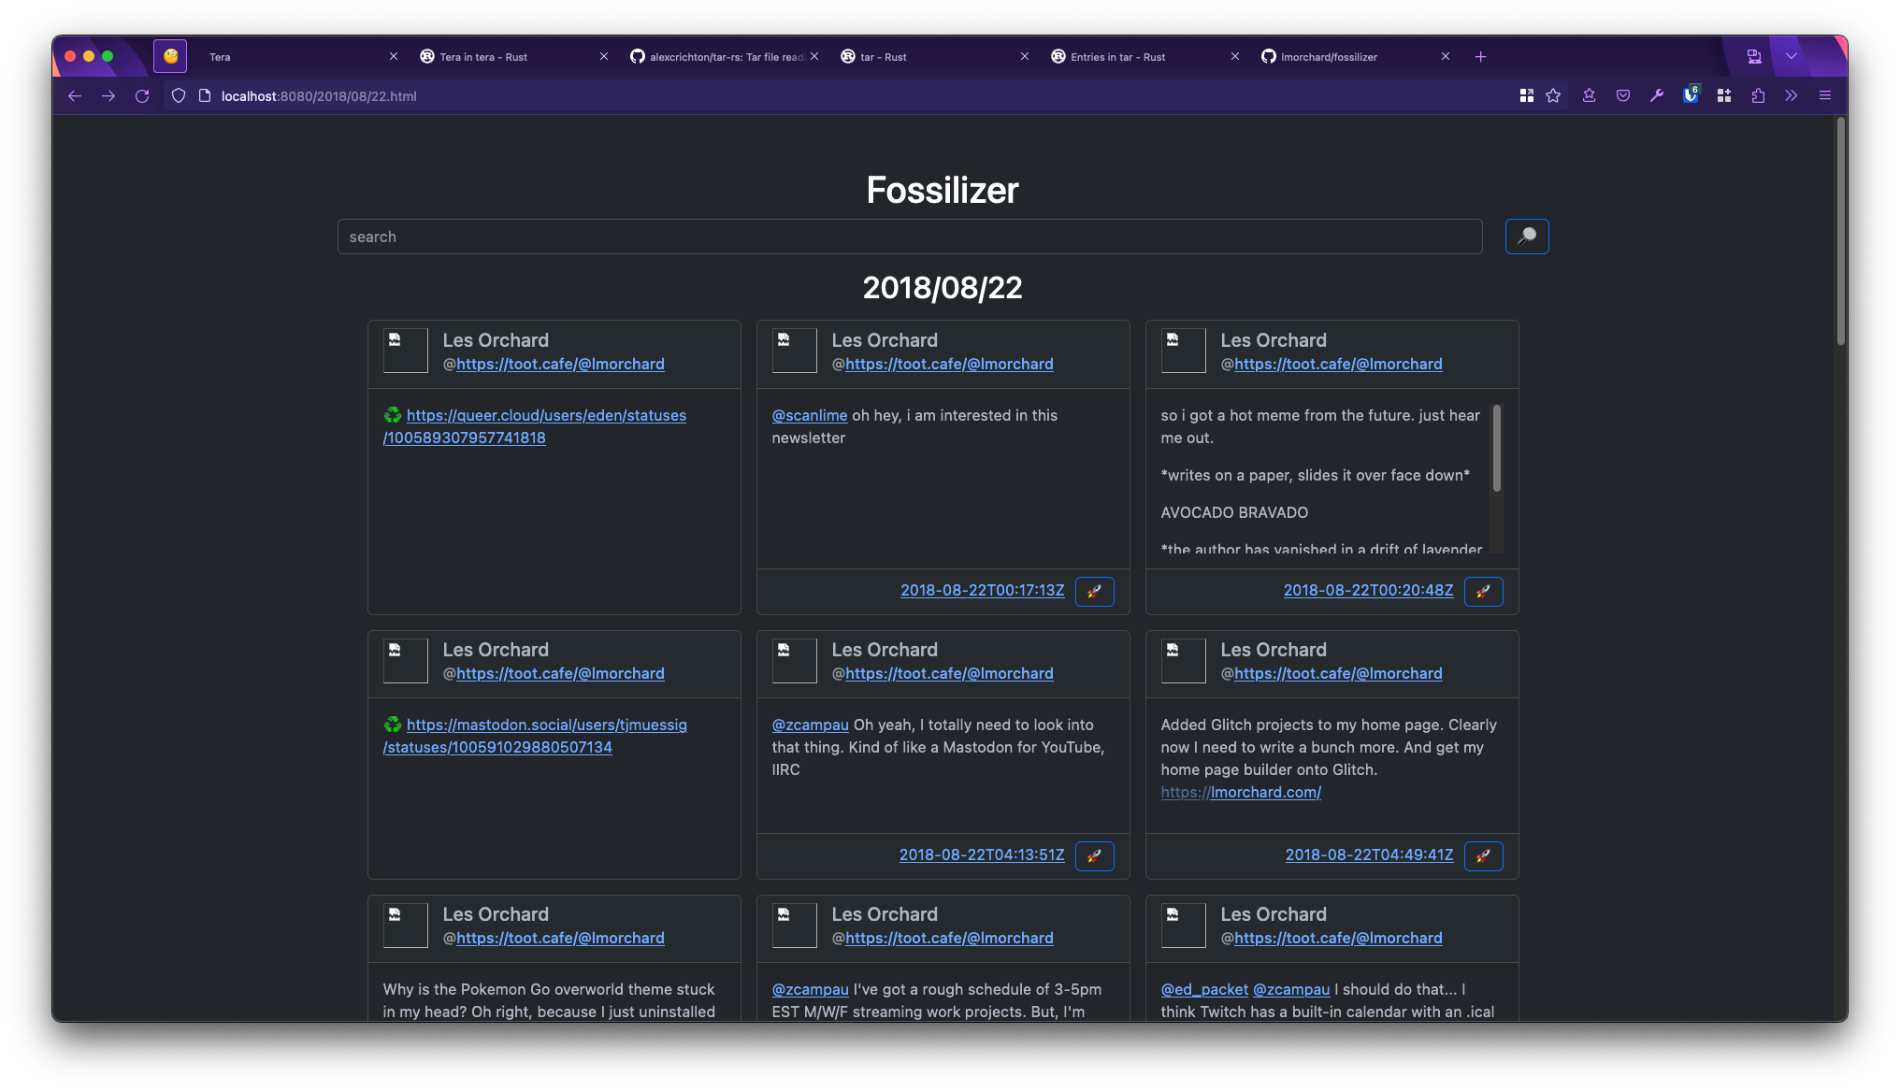 Tera
Tera in tera - Rust
alexcrichton/tar-rs: Tar file readi
tar - Rust
Entries in tar - Rust
lmorchard/fossilizer
localhost:8080/2018/08/22.html
6
Fossilizer
search
2018/08/22
Les Orchard
@https://toot.cafe/@lmorchard
https://queer.cloud/users/eden/statuses
/100589307957741818
Les Orchard
@https://toot.cafe/@lmorchard
@scanlime oh hey, i am interested in this
newsletter
2018-08-22T00:17:13Z
Les Orchard
@https://toot.cafe/@lmorchard
so i got a hot meme from the future. just hear
me out.
*writes on a paper, slides it over face down*
AVOCADO BRAVADO
*the author has vanished in a drift of lavender
2018-08-22T00:20:48Z
Les Orchard
@https://toot.cafe/@lmorchard
https://mastodon.social/users/tjmuessig
/statuses/100591029880507134
Les Orchard
@https://toot.cafe/@lmorchard
@zcampau Oh yeah, I totally need to look into
that thing. Kind of like a Mastodon for YouTube,
IIRC
2018-08-22T04:13:51Z
Les Orchard
@https://toot.cafe/@lmorchard
Added Glitch projects to my home page. Clearly
now I need to write a bunch more. And get my
home page builder onto Glitch.
https://lmorchard.com/
2018-08-22T04:49:41Z
Les Orchard
@https://toot.cafe/@lmorchard
Why is the Pokemon Go overworld theme stuck
in my head? Oh right, because I just uninstalled
Les Orchard
@https://toot.cafe/@lmorchard
@zcampau I've got a rough schedule of 3-5pm
EST M/W/F streaming work projects. But, I'm
Les Orchard
@https://toot.cafe/@lmorchard
@ed_packet @zcampau I should do that... I
think Twitch has a built-in calendar with an .ical